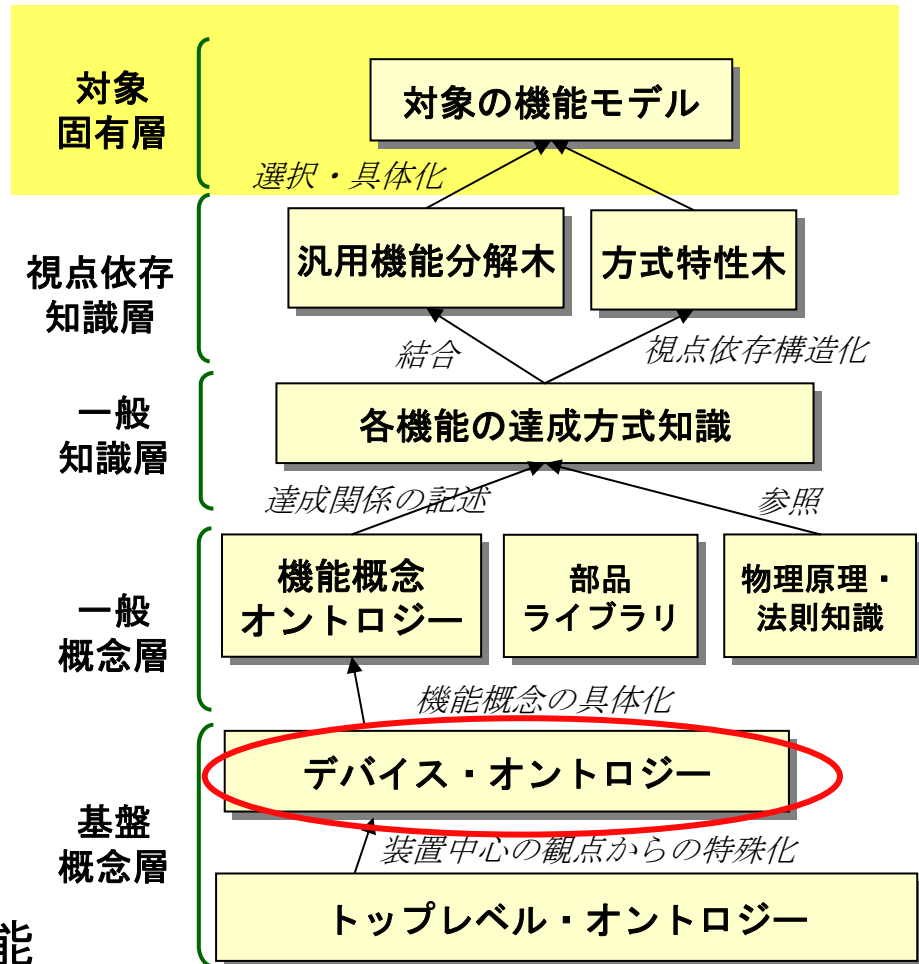 対象
固有層
対象の機能モデル
選択・具体化
視点依存
知識層
汎用機能分解木
方式特性木
結合
視点依存構造化
一般
知識層
各機能の達成方式知識
達成関係の記述
参照
一般
概念層
機能概念
オントロジー
部品
ライブラリ
物理原理・
法則知識
機能概念の具体化
基盤
概念層
デバイス・オントロジー
装置中心の観点からの特殊化
トップレベル・オントロジー
能